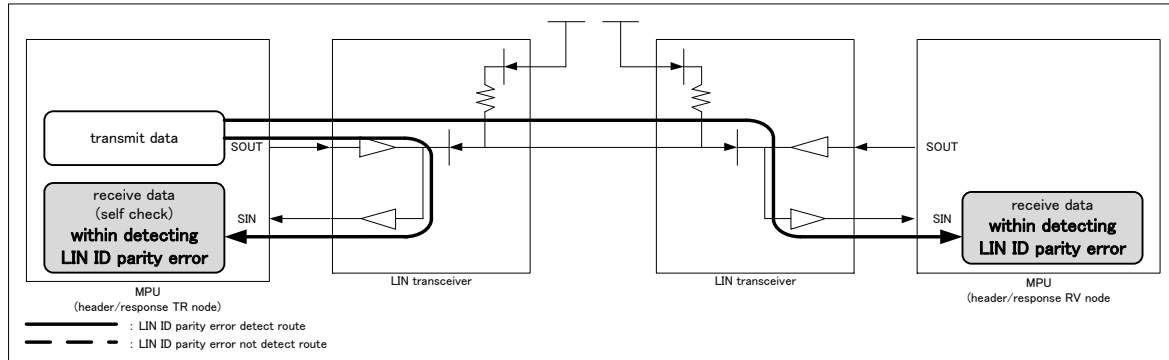 transmit data
SOUT
SOUT
receive data
(self check)
within detecting
LIN ID parity error
SIN
SIN
receive data
within detecting
LIN ID parity error
MPU
(header/response TR node)
LIN transceiver
LIN transceiver
MPU
(header/response RV node
: LIN ID parity error detect route
: LIN ID parity error not detect route